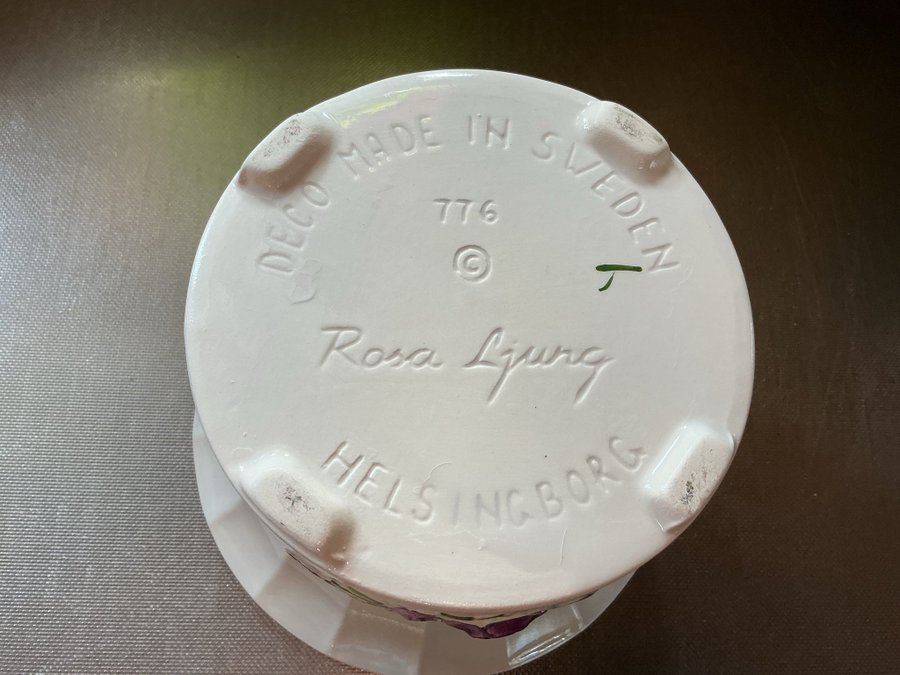 DECO MADE IN SWEDEN
776
©
Rosa Ljung
HELSINGBORG